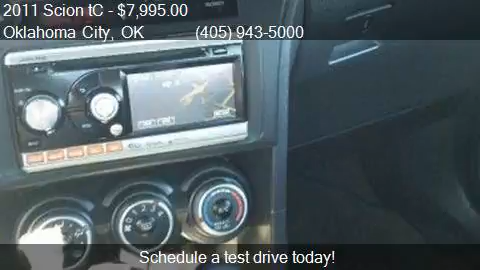 2011 Scion tC - $7,995.00
Oklahoma City, OK (405) 943-5000
Schedule a test drive today!